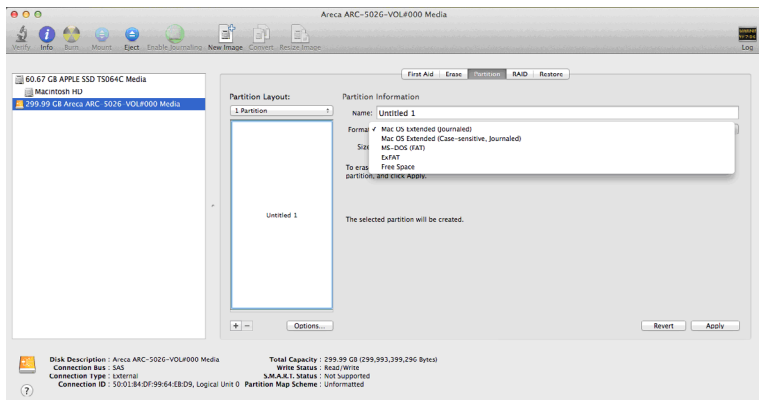 Areca ARC-5026-VOL#000 Media
Verify Info Burn Mount Eject Enable Journaling New Image Convert Resize Image Log
60.67 GB APPLE SSD TS064C Media
Macintosh HD
299.99 GB Areca ARC-5026-VOL#000 Media
First Aid Erase Partition RAID Restore
Partition Layout:
1 Partition
Untitled 1
+ − Options...
Partition Information
Name: Untitled 1
Format
✓ Mac OS Extended (Journaled)
Mac OS Extended (Case-sensitive, Journaled)
MS-DOS (FAT)
ExFAT
Free Space
Size
To eras
partition, and click Apply.
The selected partition will be created.
Revert Apply
Disk Description : Areca ARC-5026-VOL#000 Media
Connection Bus : SAS
Connection Type : External
Connection ID : 50:01:B4:DF:99:64:EB:D9, Logical Unit 0
Total Capacity : 299.99 GB (299,993,399,296 Bytes)
Write Status : Read/Write
S.M.A.R.T. Status : Not Supported
Partition Map Scheme : Unformatted
?